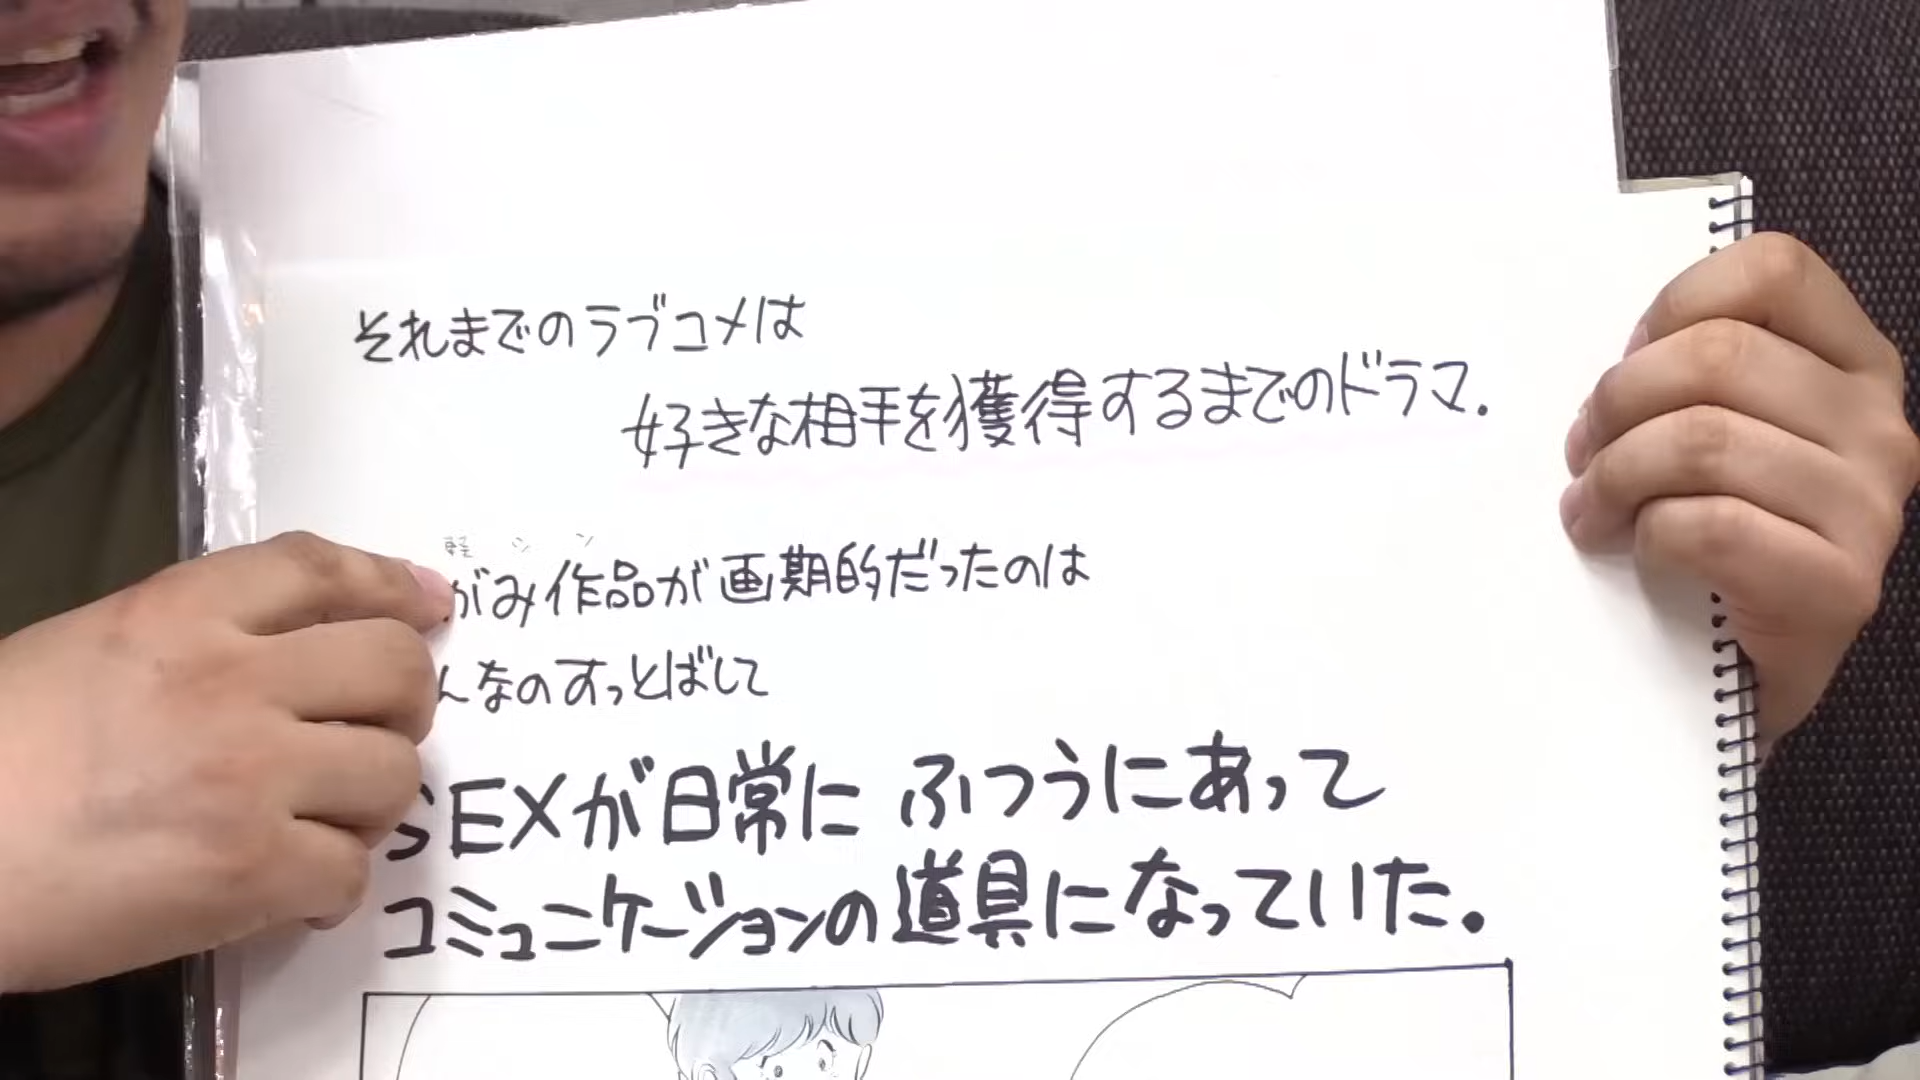 それまでのラブコメは
好きな相手を獲得するまでのドラマ.
がみ作品が画期的だったのは
んなのすっとばして
SEXが日常に ふつうにあって
コミュニケーションの道具になっていた。